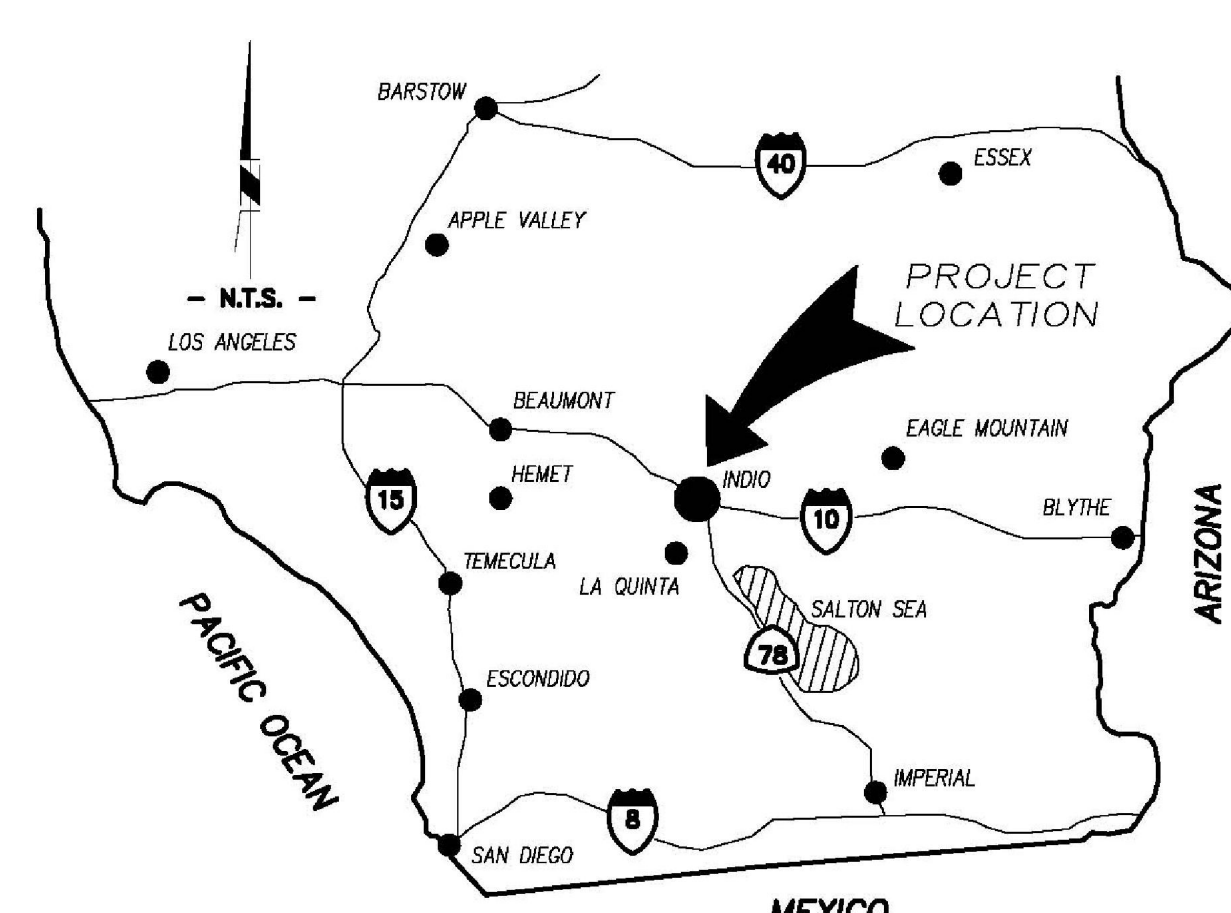 BARSTOW
40
ESSEX
APPLE VALLEY
PROJECT
LOCATION
- N.T.S. -
LOS ANGELES
BEAUMONT
EAGLE MOUNTAIN
HEMET
INDIO
15
10
BLYTHE
ARIZONA
TEMECULA
LA QUINTA
SALTON SEA
78
PACIFIC OCEAN
ESCONDIDO
IMPERIAL
8
SAN DIEGO
MEXICO